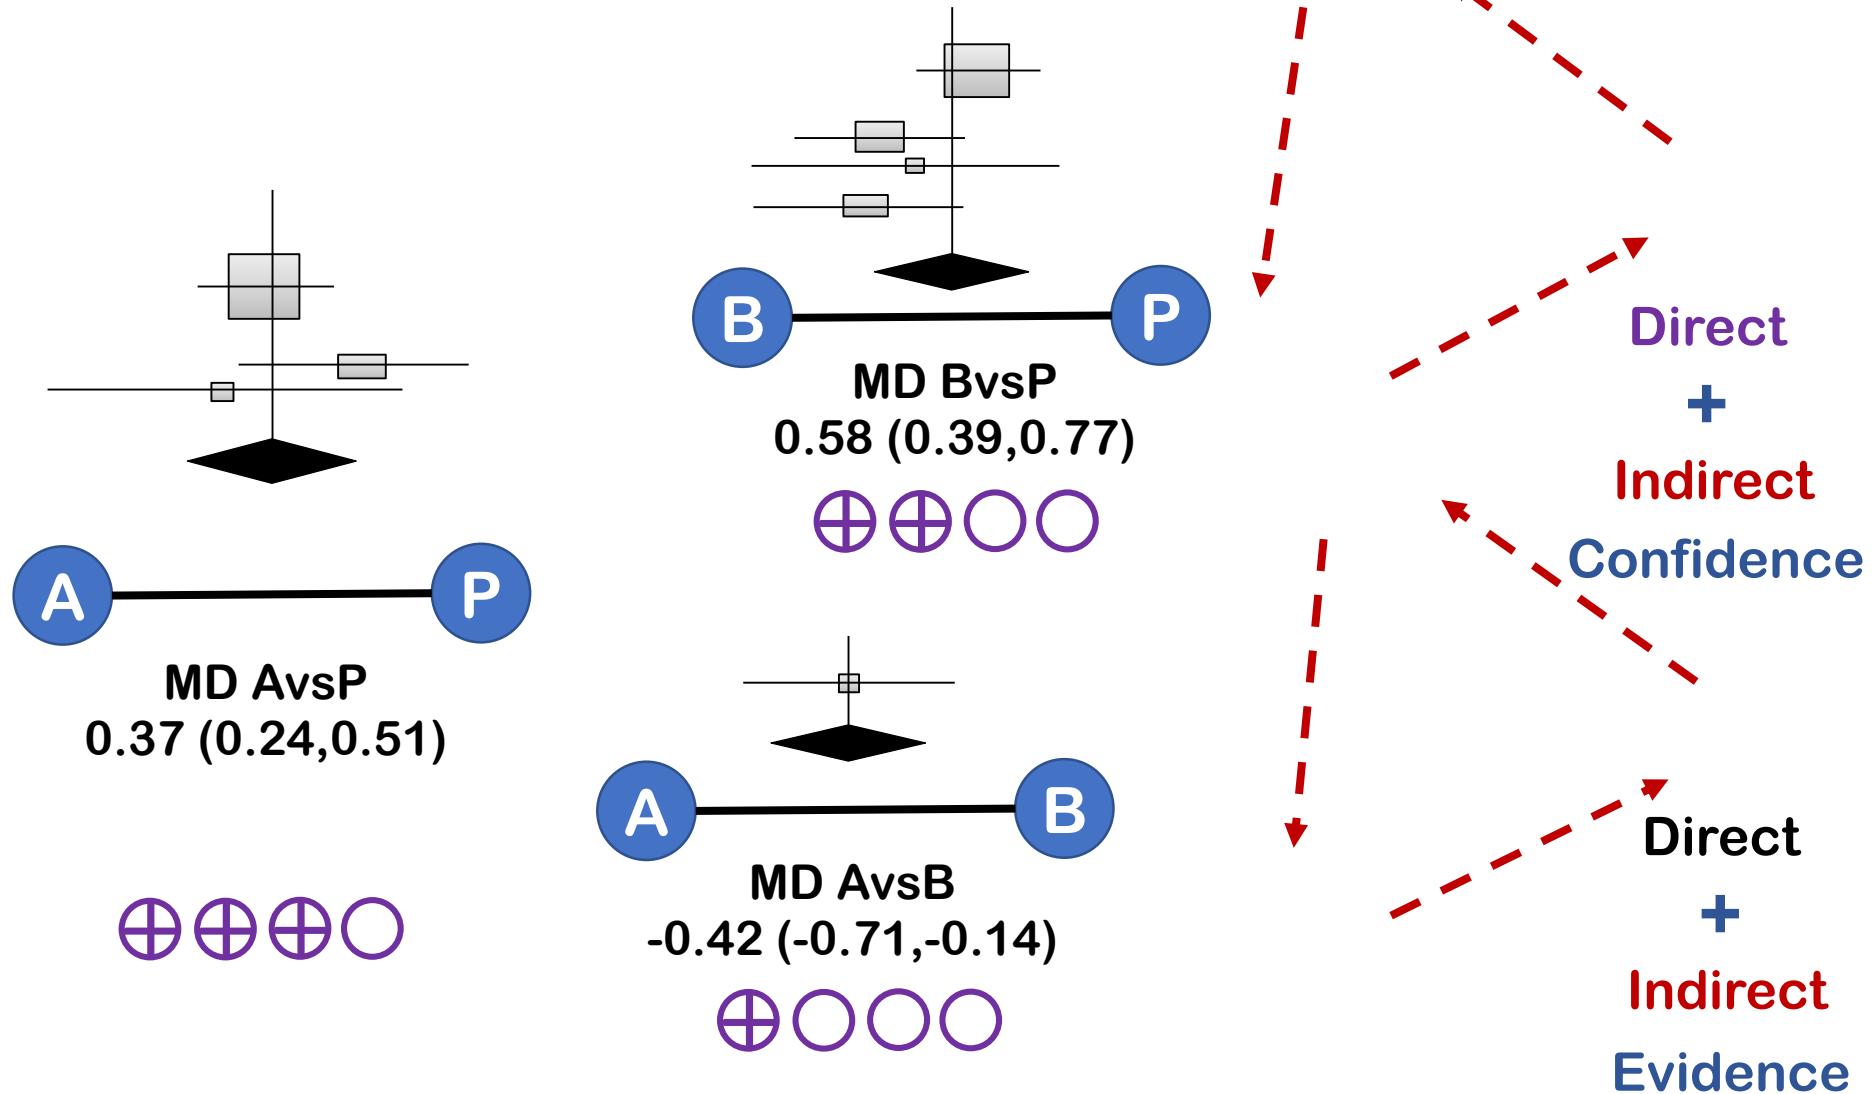 B
P
MD BvsP
0.58 (0.39,0.77)
A
P
MD AvsP
0.37 (0.24,0.51)
A
B
MD AvsB
-0.42 (-0.71,-0.14)
Direct
+
Indirect
Confidence
Direct
+
Indirect
Evidence